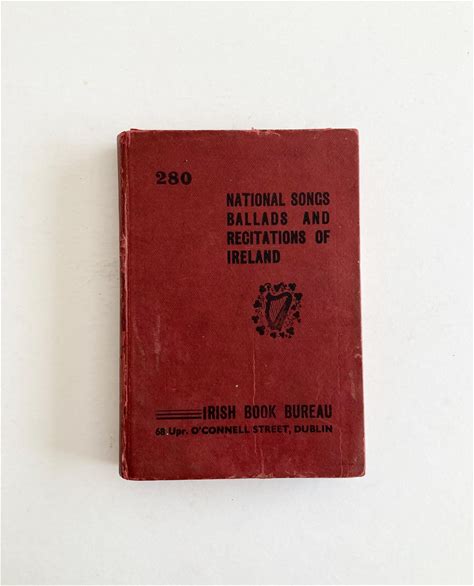 280
NATIONAL SONGS
BALLADS AND
RECITATIONS OF
IRELAND
IRISH BOOK BUREAU
68 Upr. O'CONNELL STREET, DUBLIN